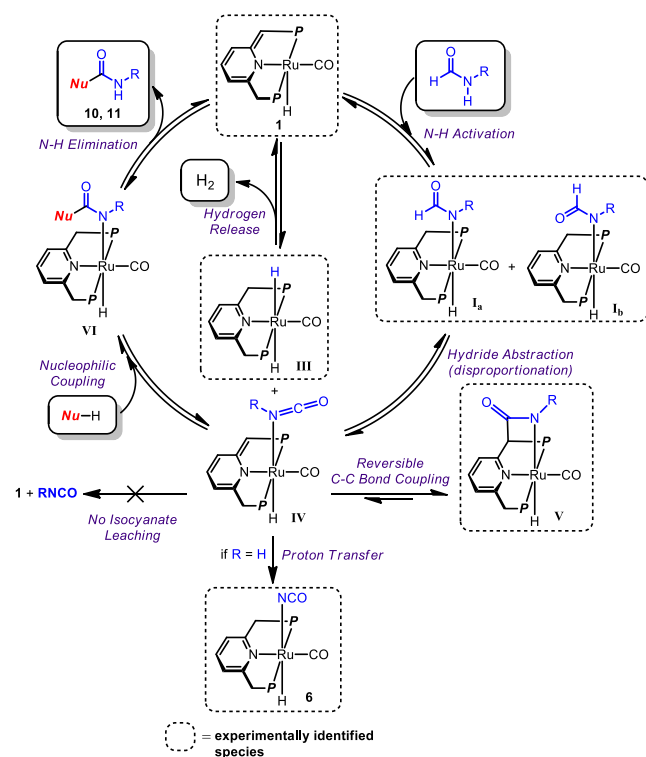 O
Nu
N
R
H
10, 11
N-H Elimination
P
N
Ru
CO
P
H
1
O
H
N
R
H
N-H Activation
H2
Hydrogen
Release
O
Nu
N
R
P
N
Ru
CO
P
H
VI
H
P
N
Ru
CO
P
H
III
+
O
H
N
R
P
N
Ru
CO
P
H
Ia
+
H
O
N
R
P
N
Ru
CO
P
H
Ib
Nucleophilic
Coupling
Nu–H
Hydride Abstraction
(disproportionation)
R
N=C=O
P
N
Ru
CO
P
H
IV
1 + RNCO
No Isocyanate
Leaching
Reversible
C-C Bond Coupling
O
R
N
P
N
Ru
CO
P
H
V
if R = H
Proton Transfer
NCO
P
N
Ru
CO
P
H
6
= experimentally identified
species